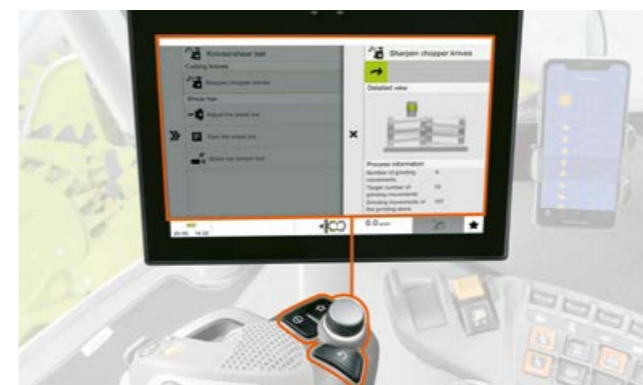 Knives/shear bar
Cutting knives
Sharpen chopper knives
Shear bar
Adjust the shear bar
Park the shear bar
Sharpen chopper knives
Detailed view
Process information
Number of grinding
movements
Target number of
grinding movements
Grinding movements of
the grinding stone
0.0